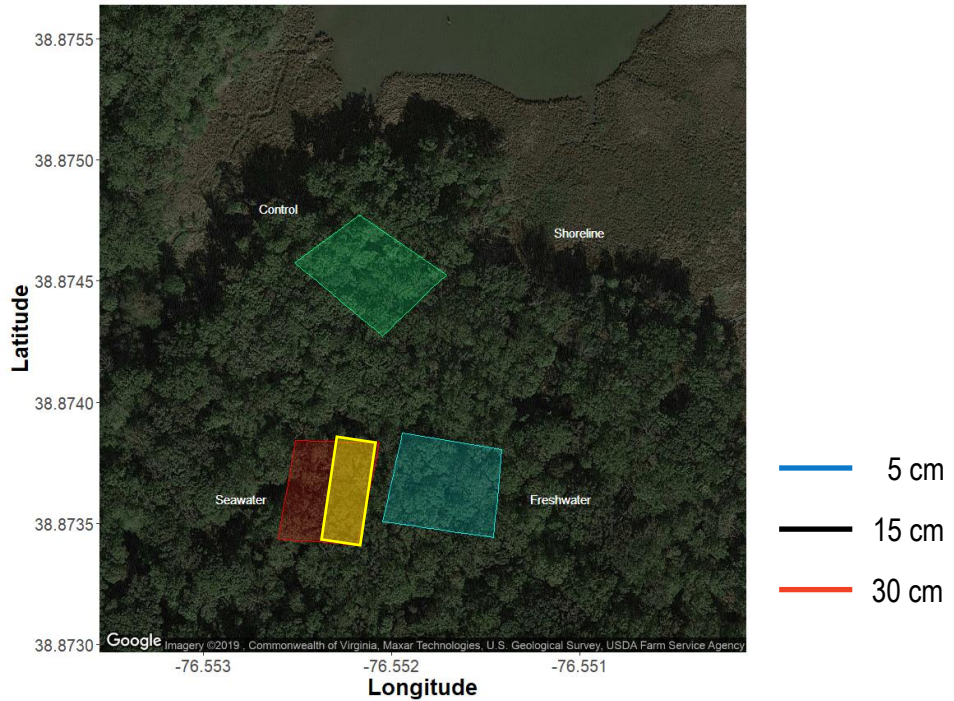 38.8755
38.8750
38.8745
38.8740
38.8735
38.8730
Latitude
Control
Shoreline
Seawater
Freshwater
Google Imagery ©2019 , Commonwealth of Virginia, Maxar Technologies, U.S. Geological Survey, USDA Farm Service Agency
-76.553
-76.552
-76.551
Longitude
5 cm
15 cm
30 cm